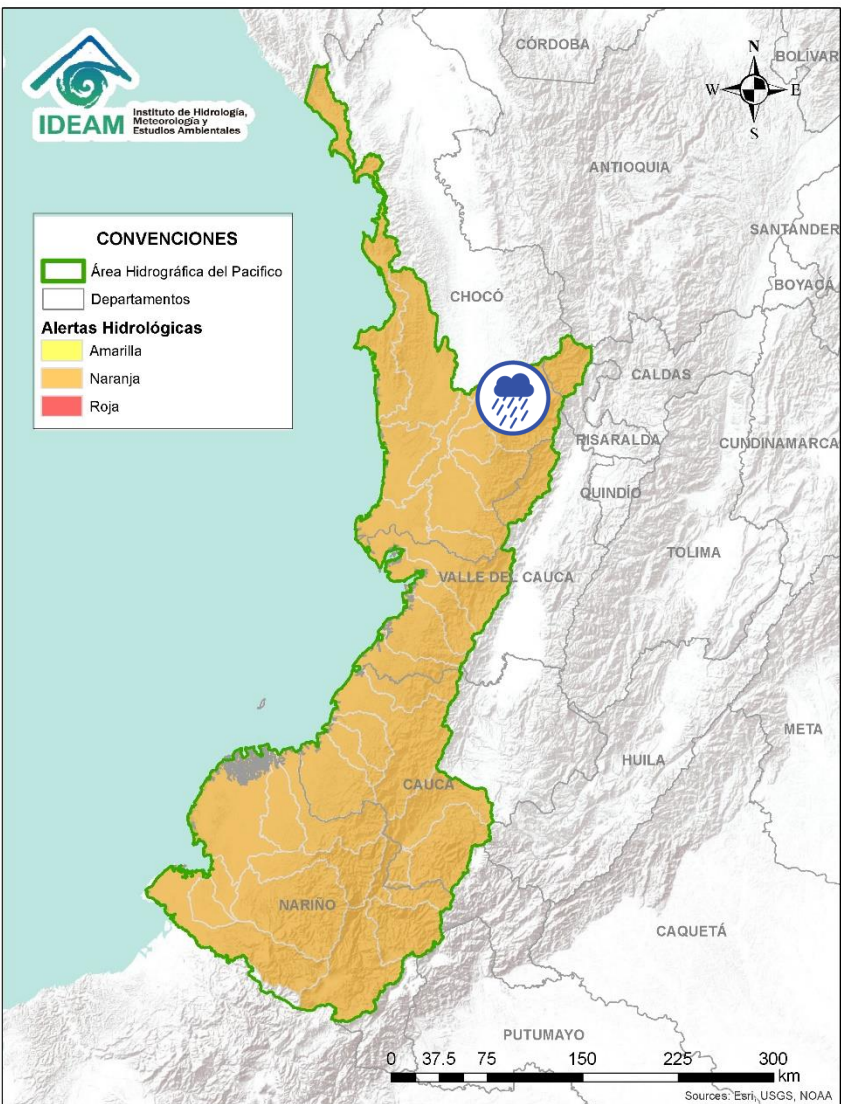 CÓRDOBA
BOLÍVAR
N
W
E
S
IDEAM
Instituto de Hidrología,
Meteorología y
Estudios Ambientales
ANTIOQUIA
SANTANDER
BOYACÁ
CONVENCIONES
Área Hidrográfica del Pacifico
Departamentos
Alertas Hidrológicas
Amarilla
Naranja
Roja
CHOCÓ
CALDAS
RISARALDA
CUNDINAMARCA
QUINDÍO
TOLIMA
VALLE DEL CAUCA
META
HUILA
CAUCA
NARIÑO
CAQUETÁ
PUTUMAYO
0 37.5 75 150 225 300
km
Sources: Esri, USGS, NOAA